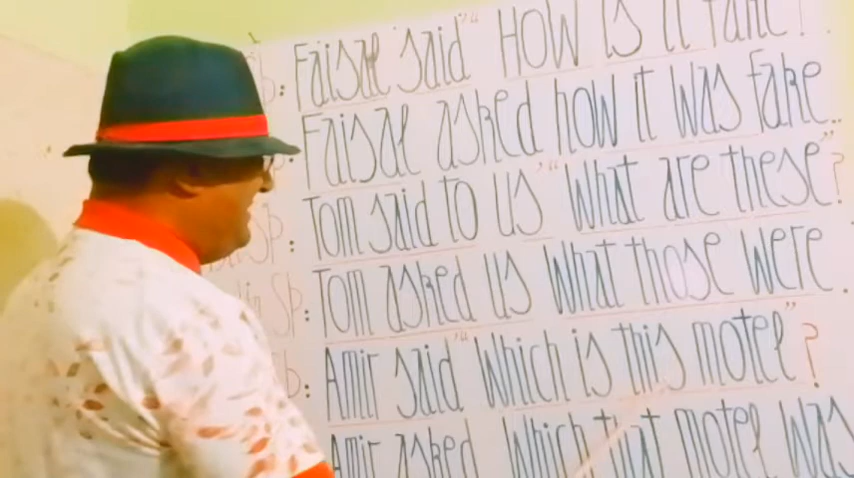 : Faisal said " How is it fake?
: Faisal asked how it was fake..
: Tom said to us "what are these?"
: Tom asked us what those were.
: Amir said "which is this motel"?
: Amir asked which that motel was